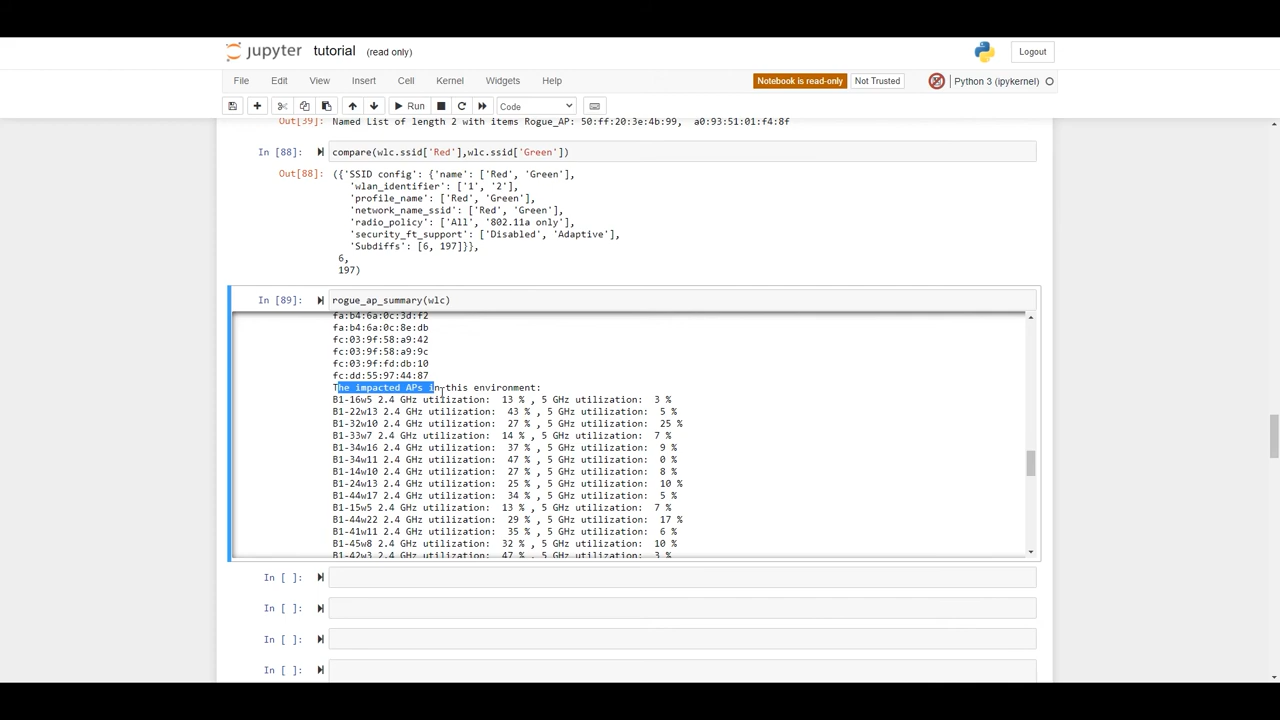 jupyter tutorial (read only) Logout
File Edit View Insert Cell Kernel Widgets Help Notebook is read-only Not Trusted Python 3 (ipykernel)
Run Code
Out[39]: Named List of length 2 with items Rogue_AP: 50:ff:20:3e:4b:99, a0:93:51:01:f4:8f
In [88]: compare(wlc.ssid['Red'],wlc.ssid['Green'])
Out[88]: ({'SSID config': {'name': ['Red', 'Green'],
'wlan_identifier': ['1', '2'],
'profile_name': ['Red', 'Green'],
'network_name_ssid': ['Red', 'Green'],
'radio_policy': ['All', '802.11a only'],
'security_ft_support': ['Disabled', 'Adaptive'],
'Subdiffs': [6, 197]}},
6,
197)
In [89]: rogue_ap_summary(wlc)
fa:b4:6a:0c:3d:f2
fa:b4:6a:0c:8e:db
fc:03:9f:58:a9:42
fc:03:9f:58:a9:9c
fc:03:9f:fd:db:10
fc:dd:55:97:44:87
The impacted APs in this environment:
B1-16w5 2.4 GHz utilization: 13 % , 5 GHz utilization: 3 %
B1-22w13 2.4 GHz utilization: 43 % , 5 GHz utilization: 5 %
B1-32w10 2.4 GHz utilization: 27 % , 5 GHz utilization: 25 %
B1-33w7 2.4 GHz utilization: 14 % , 5 GHz utilization: 7 %
B1-34w16 2.4 GHz utilization: 37 % , 5 GHz utilization: 9 %
B1-34w11 2.4 GHz utilization: 47 % , 5 GHz utilization: 0 %
B1-14w10 2.4 GHz utilization: 27 % , 5 GHz utilization: 8 %
B1-24w13 2.4 GHz utilization: 25 % , 5 GHz utilization: 10 %
B1-44w17 2.4 GHz utilization: 34 % , 5 GHz utilization: 5 %
B1-15w5 2.4 GHz utilization: 13 % , 5 GHz utilization: 7 %
B1-44w22 2.4 GHz utilization: 29 % , 5 GHz utilization: 17 %
B1-41w11 2.4 GHz utilization: 35 % , 5 GHz utilization: 6 %
B1-45w8 2.4 GHz utilization: 32 % , 5 GHz utilization: 10 %
B1-42w3 2.4 GHz utilization: 47 % , 5 GHz utilization: 3 %
In [ ]:
In [ ]:
In [ ]:
In [ ]: